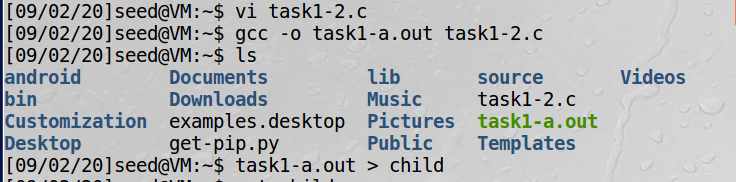 [09/02/20]seed@VM:~$ vi task1-2.c
[09/02/20]seed@VM:~$ gcc -o task1-a.out task1-2.c
[09/02/20]seed@VM:~$ ls
android Documents lib source Videos
bin Downloads Music task1-2.c
Customization examples.desktop Pictures task1-a.out
Desktop get-pip.py Public Templates
[09/02/20]seed@VM:~$ task1-a.out > child